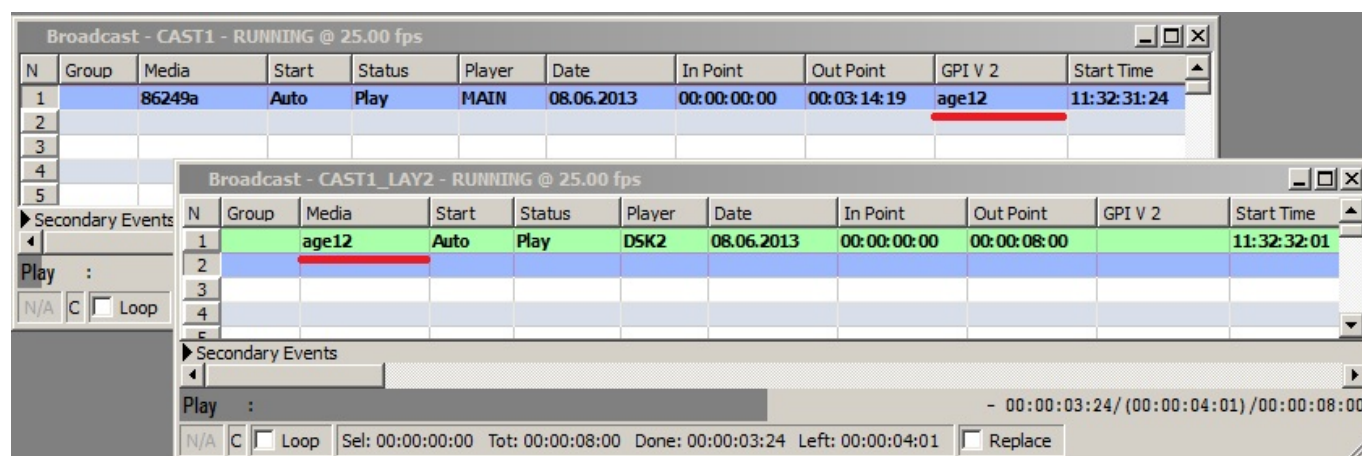 Broadcast - CAST1 - RUNNING @ 25.00 fps
N Group Media Start Status Player Date In Point Out Point GPI V 2 Start Time
1 86249a Auto Play MAIN 08.06.2013 00:00:00:00 00:03:14:19 age12 11:32:31:24
2
3
4
5
Secondary Events
Play :
N/A C Loop
Broadcast - CAST1_LAY2 - RUNNING @ 25.00 fps
N Group Media Start Status Player Date In Point Out Point GPI V 2 Start Time
1 age12 Auto Play DSK2 08.06.2013 00:00:00:00 00:00:08:00 11:32:32:01
2
3
4
Secondary Events
Play : - 00:00:03:24/(00:00:04:01)/00:00:08:00
N/A C Loop Sel: 00:00:00:00 Tot: 00:00:08:00 Done: 00:00:03:24 Left: 00:00:04:01 Replace